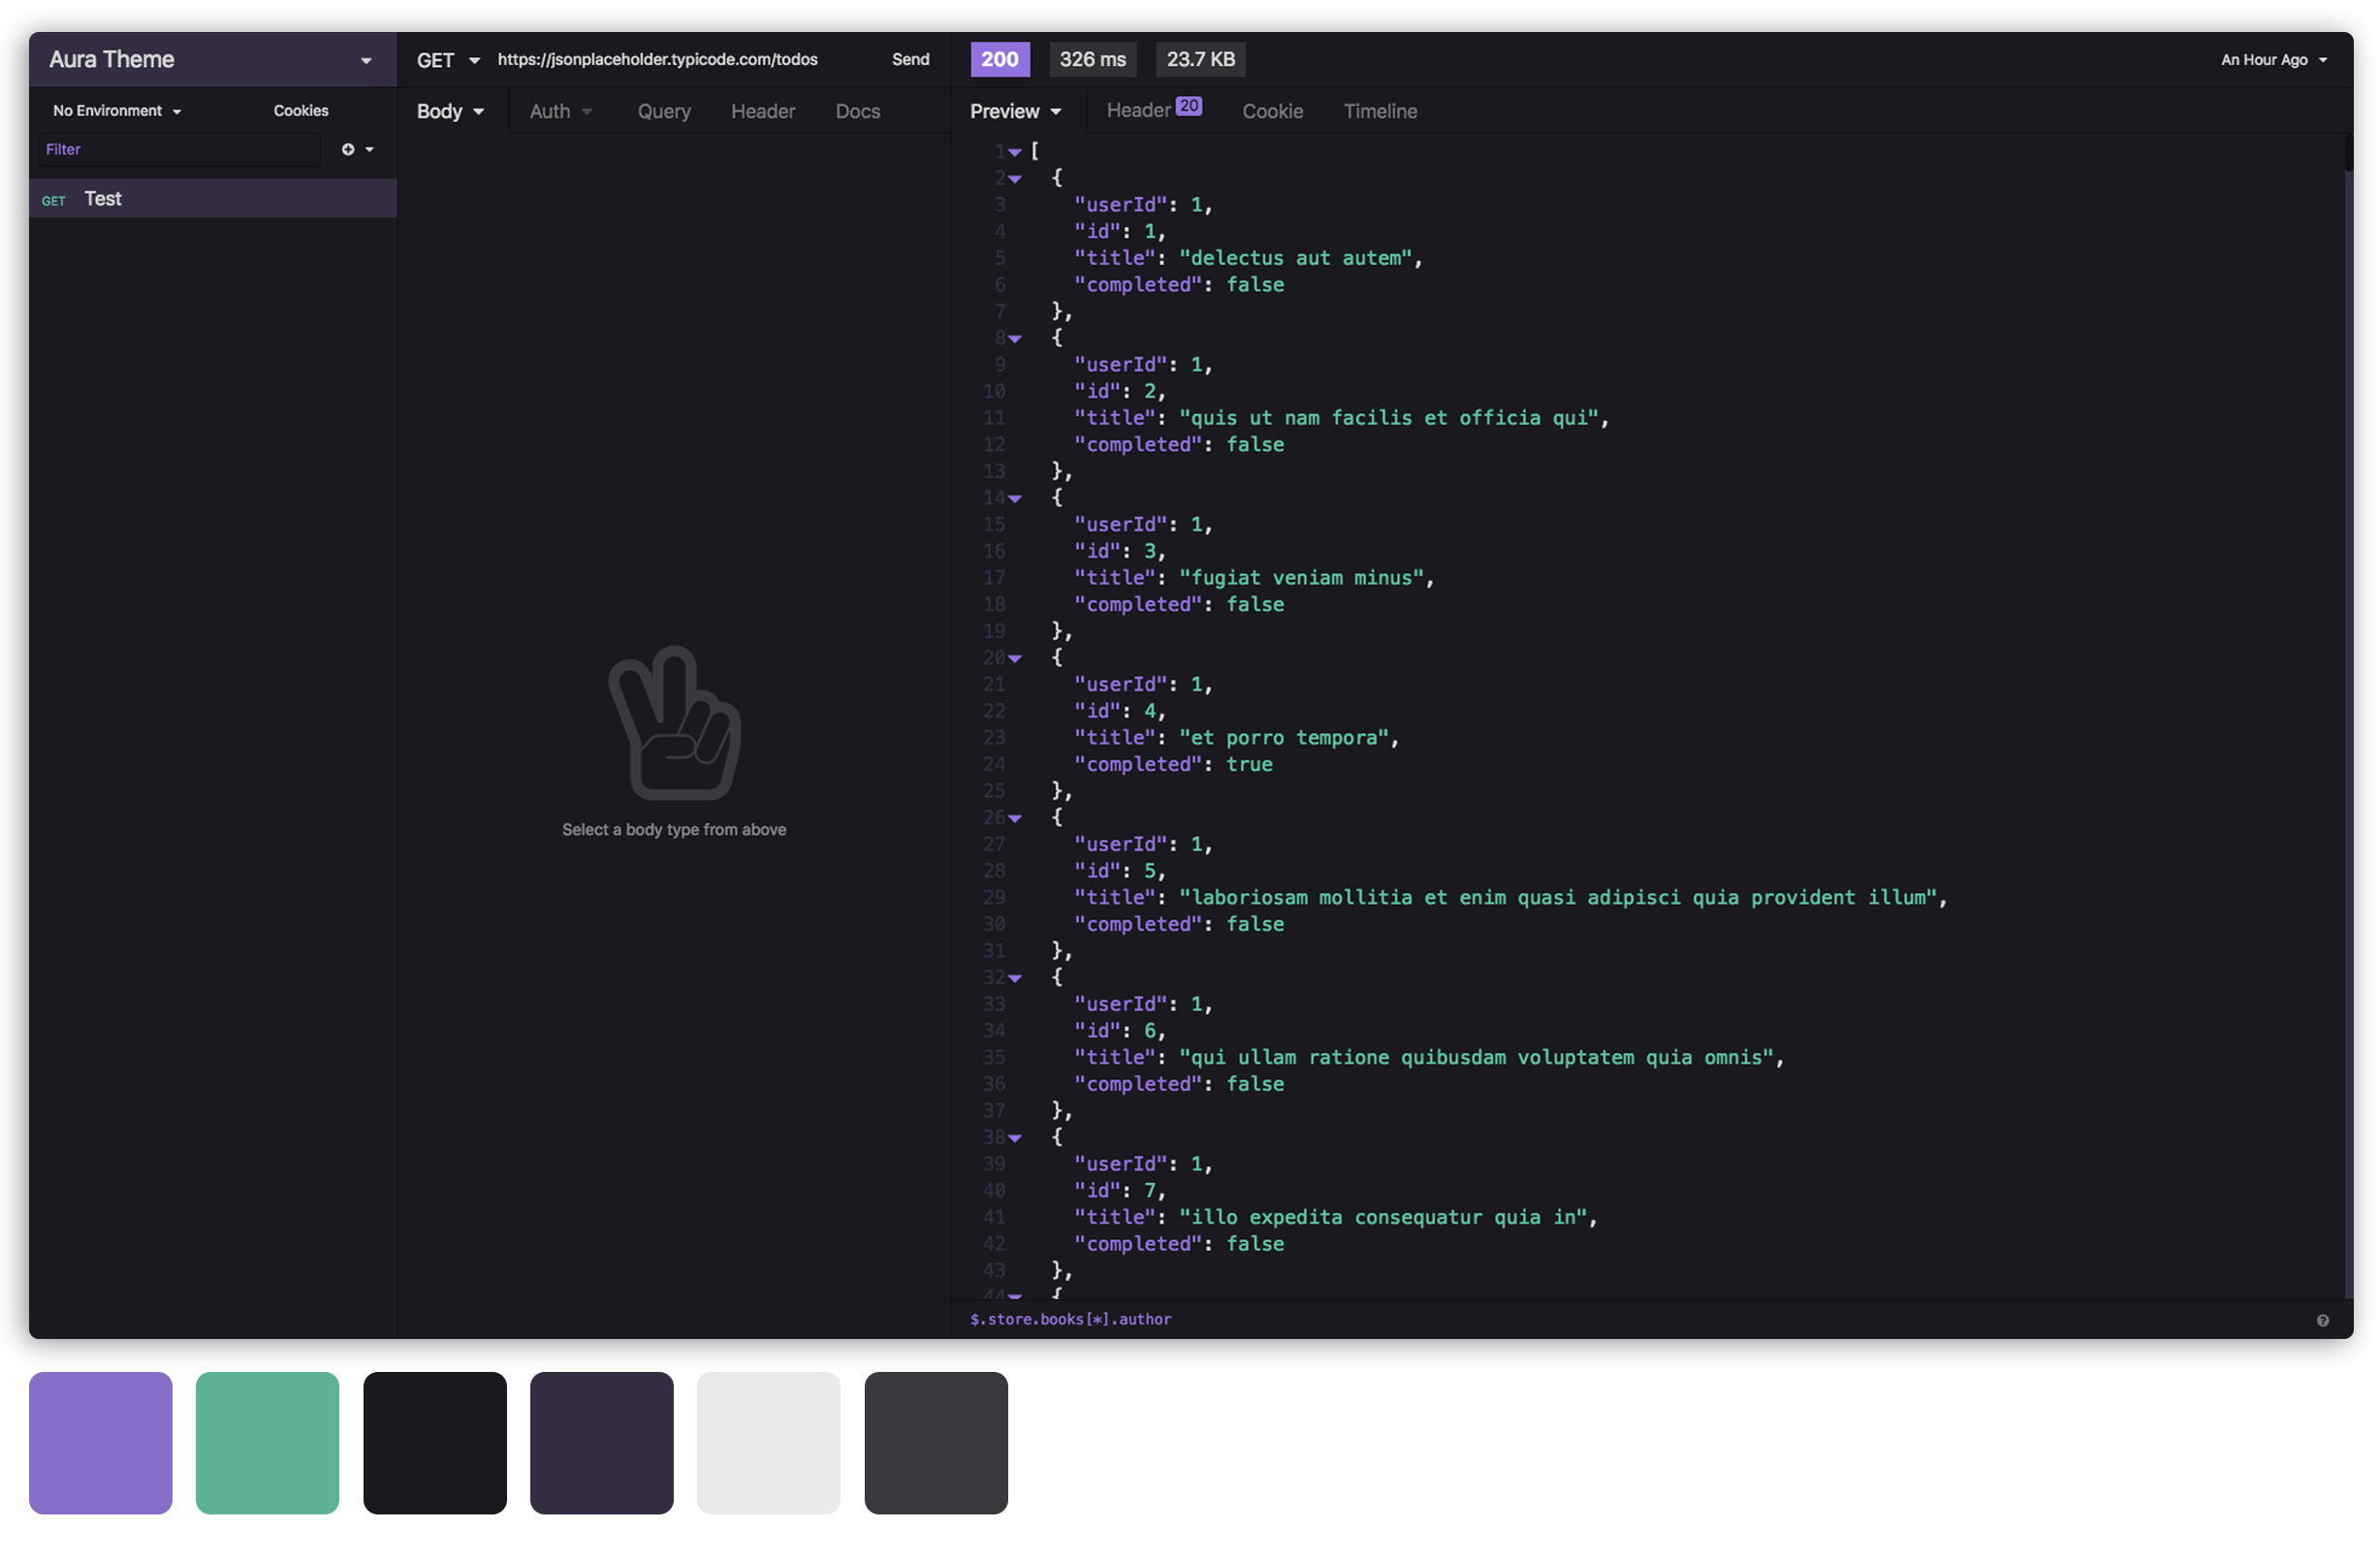 Aura Theme
GET https://jsonplaceholder.typicode.com/todos Send
200 326 ms 23.7 KB An Hour Ago
No Environment Cookies
Body Auth Query Header Docs
Preview Header 20 Cookie Timeline
Filter
GET Test
Select a body type from above
1 [
2 {
3 "userId": 1,
4 "id": 1,
5 "title": "delectus aut autem",
6 "completed": false
7 },
8 {
9 "userId": 1,
10 "id": 2,
11 "title": "quis ut nam facilis et officia qui",
12 "completed": false
13 },
14 {
15 "userId": 1,
16 "id": 3,
17 "title": "fugiat veniam minus",
18 "completed": false
19 },
20 {
21 "userId": 1,
22 "id": 4,
23 "title": "et porro tempora",
24 "completed": true
25 },
26 {
27 "userId": 1,
28 "id": 5,
29 "title": "laboriosam mollitia et enim quasi adipisci quia provident illum",
30 "completed": false
31 },
32 {
33 "userId": 1,
34 "id": 6,
35 "title": "qui ullam ratione quibusdam voluptatem quia omnis",
36 "completed": false
37 },
38 {
39 "userId": 1,
40 "id": 7,
41 "title": "illo expedita consequatur quia in",
42 "completed": false
43 },
44 {
$.store.books[*].author